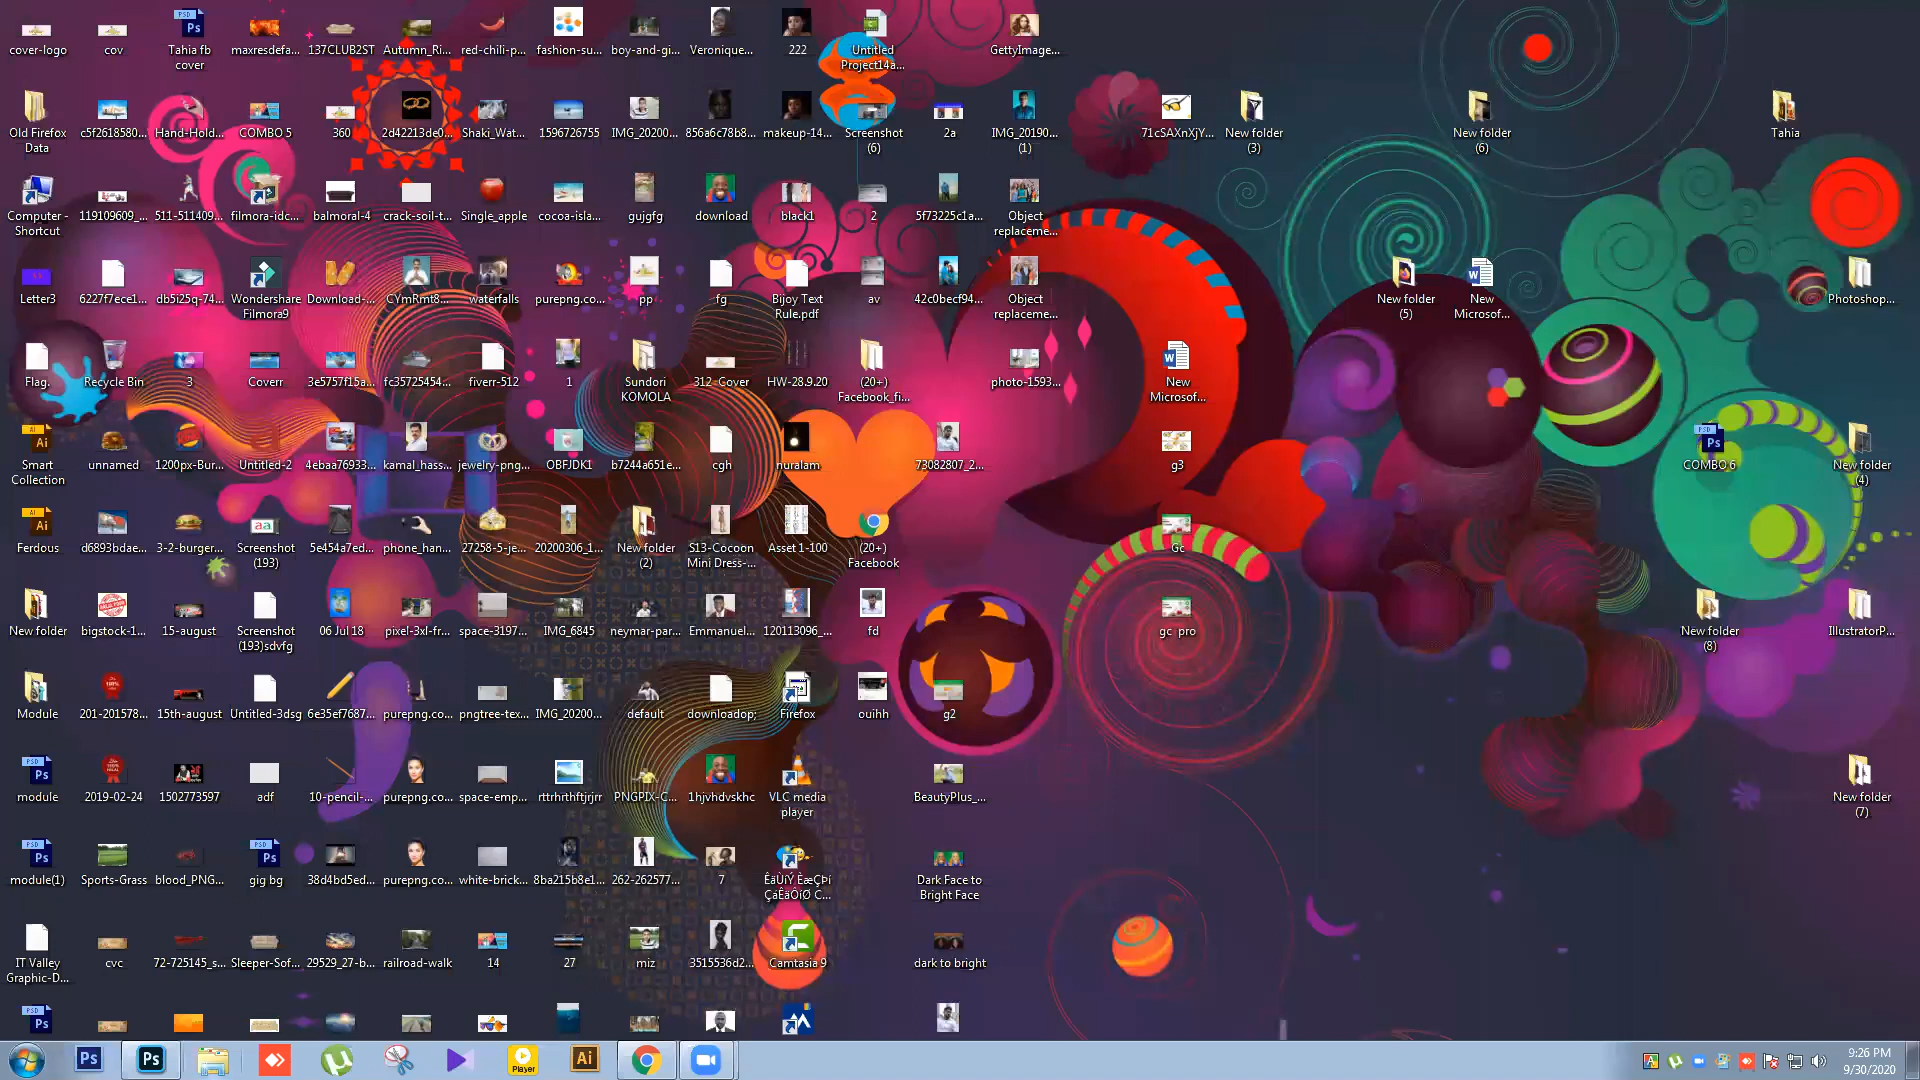 cover-logo
cov
Tahia fb
cover
maxresdefa...
137CLUB2ST
Autumn_Ri...
red-chili-p...
fashion-su...
boy-and-gi...
Veronique...
222
Untitled
Project14a...
GettyImage...
Old Firefox
Data
c5f2618580...
Hand-Hold...
COMBO 5
360
2d42213de0...
Shaki_Wat...
1596726755
IMG_20200...
856a6c78b8...
makeup-14...
Screenshot
(6)
2a
IMG_20190...
(1)
71cSAXnXjY...
New folder
(3)
New folder
(6)
Tahia
Computer -
Shortcut
119109609_...
511-511409...
filmora-idc...
balmoral-4
crack-soil-t...
Single_apple
cocoa-isla...
gujgfg
download
black1
2
5f73225c1a...
Object
replaceme...
Letter3
6227f7ece1...
db5i25q-74...
Wondershare
Filmora9
Download-...
CYmRmt8...
waterfalls
purepng.co...
pp
fg
Bijoy Text
Rule.pdf
av
42c0becf94...
Object
replaceme...
New folder
(5)
New
Microsof...
Photoshop...
Flag.
Recycle Bin
3
Coverr
3e5757f15a...
fc35725454...
fiverr-512
1
Sundori
KOMOLA
312_Cover
HW-28.9.20
(20+)
Facebook_fi...
photo-1593...
New
Microsof...
Smart
Collection
unnamed
1200px-Bur...
Untitled-2
4ebaa76933...
kamal_hass...
jewelry-png...
OBFJDK1
b7244a651e...
cgh
nuralam
73082807_2...
g3
COMBO 6
New folder
(4)
Ferdous
d6893bdae...
3-2-burger...
Screenshot
(193)
5e454a7ed...
phone_han...
27258-5-je...
20200306_1...
New folder
(2)
S13-Cocoon
Mini Dress-...
Asset 1-100
(20+)
Facebook
Gc
New folder
bigstock-1...
15-august
Screenshot
(193)sdvfg
06 Jul 18
pixel-3xl-fr...
space-3197...
IMG_6845
neymar-par...
Emmanuel...
120113096_...
fd
gc pro
New folder
(8)
IllustratorP...
Module
201-201578...
15th-august
Untitled-3dsg
6e35ef7687...
purepng.co...
pngtree-tex...
IMG_20200...
default
downloadop;
Firefox
ouihh
g2
module
2019-02-24
1502773597
adf
10-pencil-...
purepng.co...
space-emp...
rttrhrthftjrjrr
PNGPIX-C...
1hjvhdvskhc
VLC media
player
BeautyPlus_...
New folder
(7)
module(1)
Sports-Grass
blood_PNG...
gig bg
38d4bd5ed...
purepng.co...
white-brick...
8ba215b8e1...
262-262577...
7
Dark Face to
Bright Face
IT Valley
Graphic-D...
cvc
72-725145_s...
Sleeper-Sof...
29529_27-b...
railroad-walk
14
27
miz
3515536d2...
Camtasia 9
dark to bright
Player
9:26 PM
9/30/2020